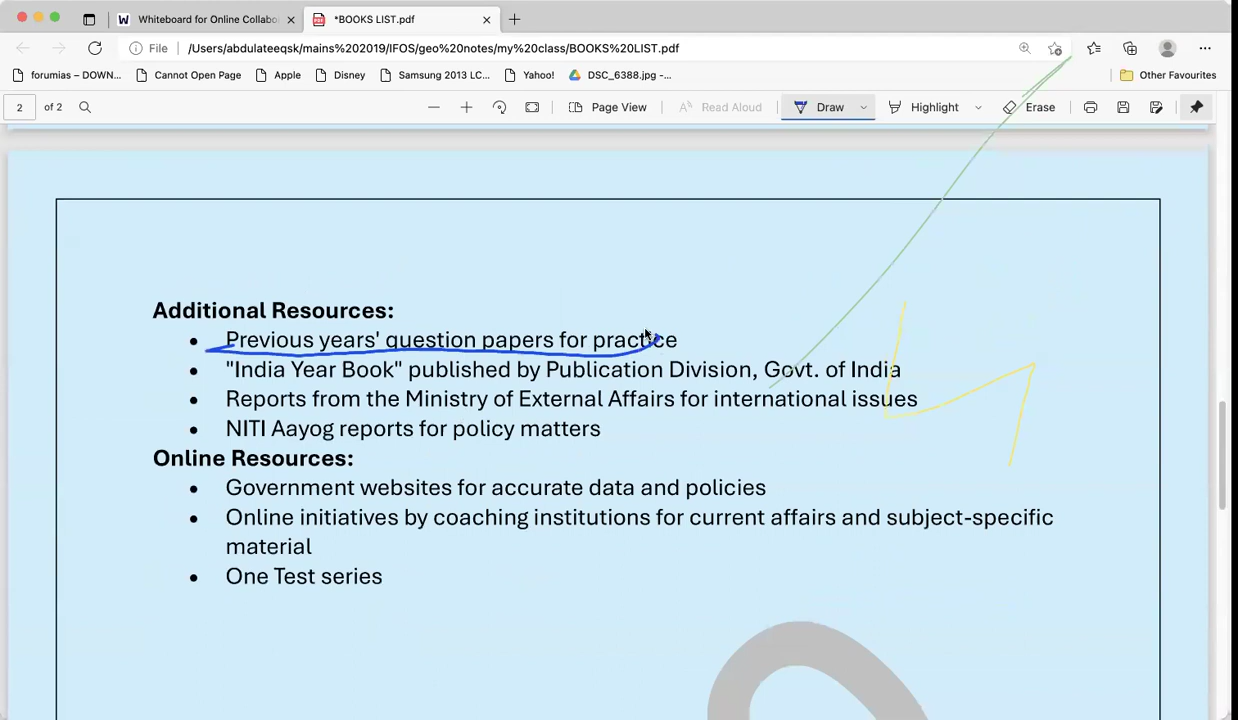 Whiteboard for Online Collabo
*BOOKS LIST.pdf
File
/Users/abdulateeqsk/mains%202019/IFOS/geo%20notes/my%20class/BOOKS%20LIST.pdf
forumias – DOWN...
Cannot Open Page
Apple
Disney
Samsung 2013 LC...
Yahoo!
DSC_6388.jpg -...
Other Favourites
2 of 2
Page View
Read Aloud
Draw
Highlight
Erase
Additional Resources:
• Previous years' question papers for practice
• "India Year Book" published by Publication Division, Govt. of India
• Reports from the Ministry of External Affairs for international issues
• NITI Aayog reports for policy matters
Online Resources:
• Government websites for accurate data and policies
• Online initiatives by coaching institutions for current affairs and subject-specific
material
• One Test series